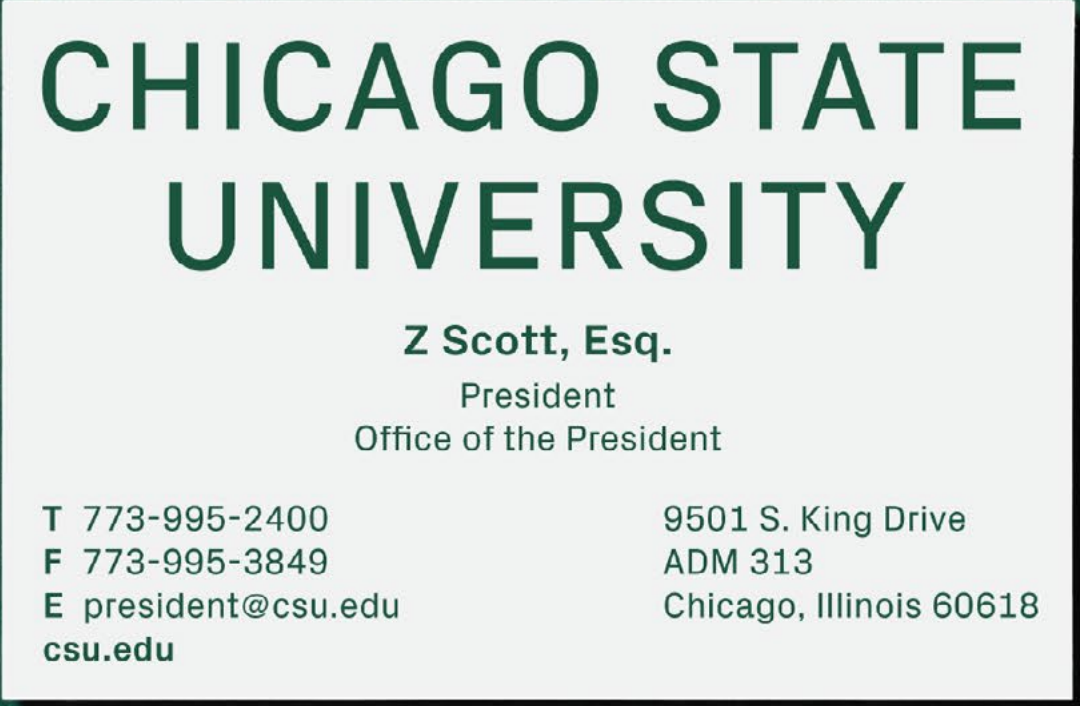 CHICAGO STATE
UNIVERSITY
Z Scott, Esq.
President
Office of the President
T 773-995-2400
F 773-995-3849
E president@csu.edu
csu.edu
9501 S. King Drive
ADM 313
Chicago, Illinois 60618